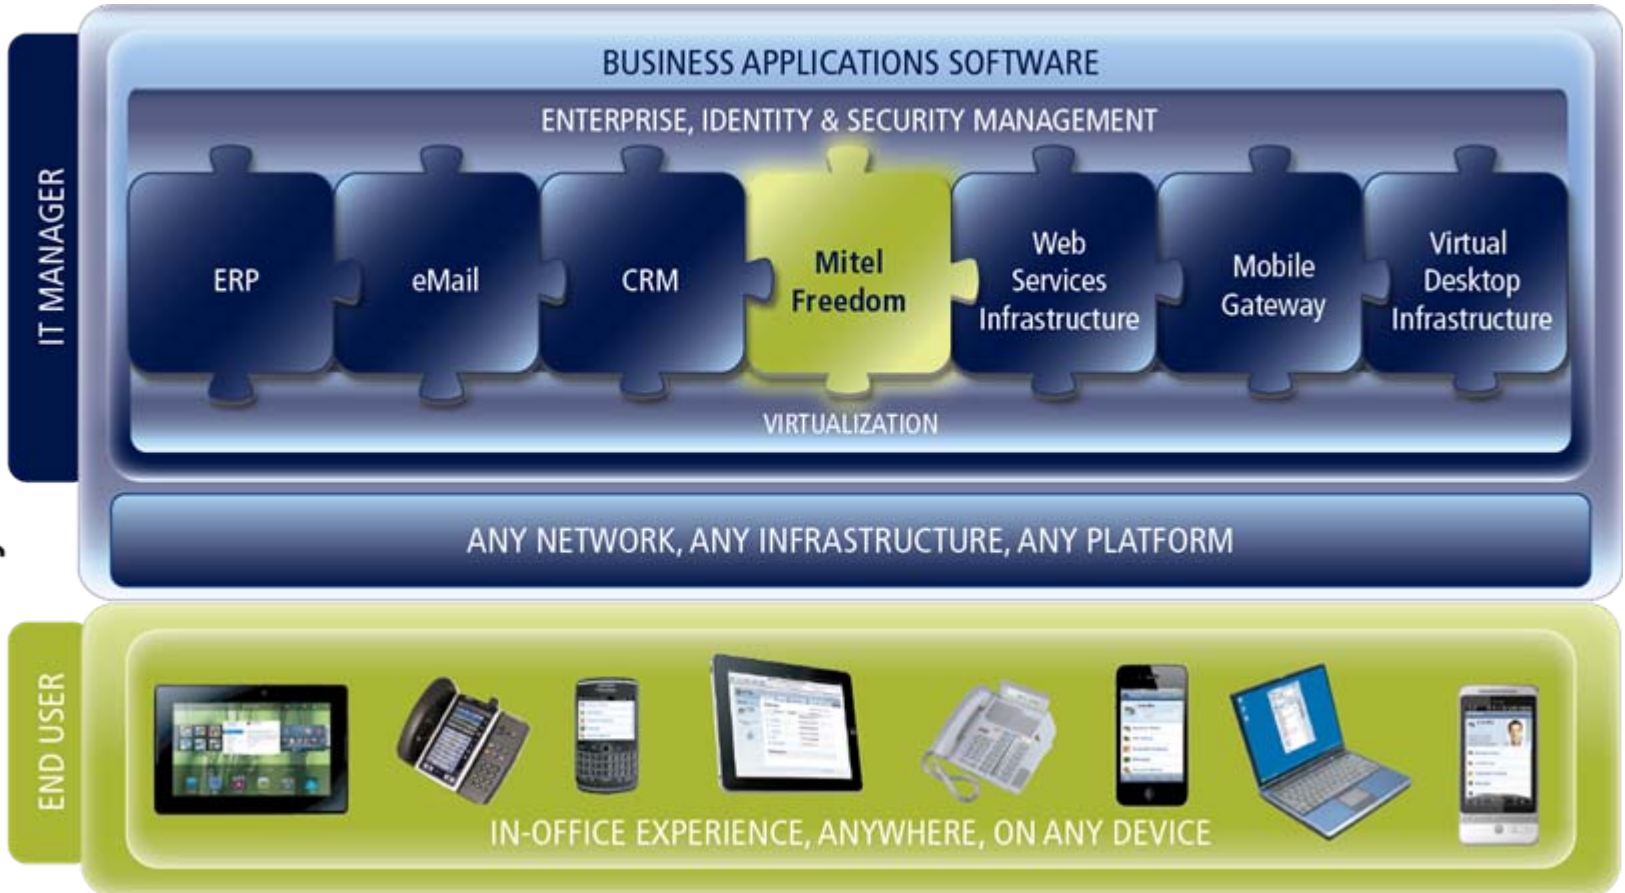 BUSINESS APPLICATIONS SOFTWARE
ENTERPRISE, IDENTITY & SECURITY MANAGEMENT
IT MANAGER
ERP
eMail
CRM
Mitel
Freedom
Web
Services
Infrastructure
Mobile
Gateway
Virtual
Desktop
Infrastructure
VIRTUALIZATION
ANY NETWORK, ANY INFRASTRUCTURE, ANY PLATFORM
END USER
IN-OFFICE EXPERIENCE, ANYWHERE, ON ANY DEVICE